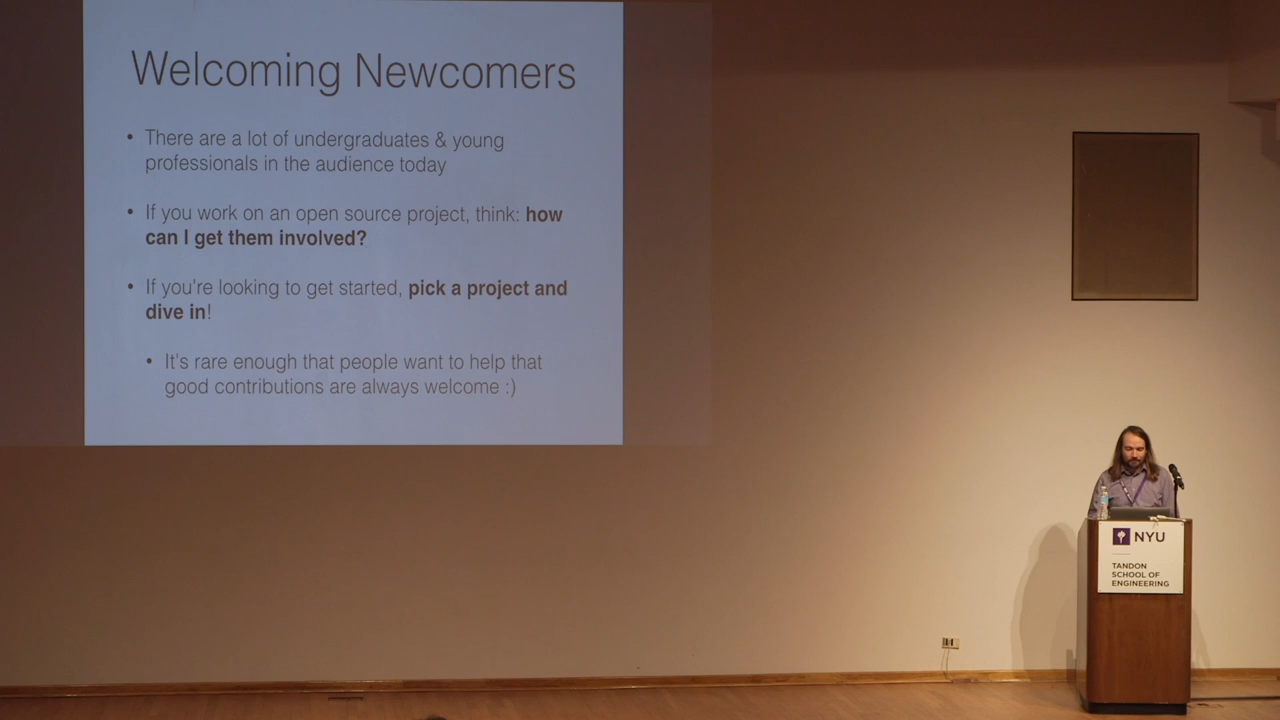 Welcoming Newcomers
• There are a lot of undergraduates & young
professionals in the audience today
• If you work on an open source project, think: how
can I get them involved?
• If you're looking to get started, pick a project and
dive in!
• It's rare enough that people want to help that
good contributions are always welcome :)
NYU
TANDON
SCHOOL OF
ENGINEERING